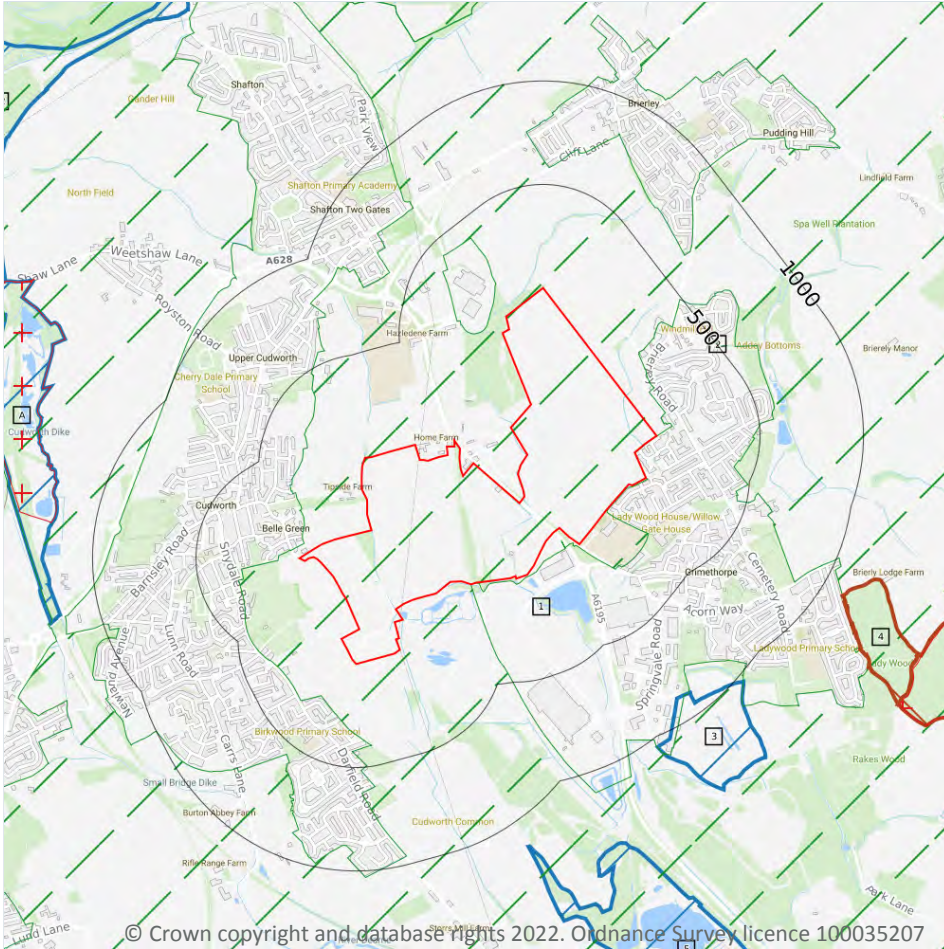 Shafton
Gander Hill
Park View
Brierley
Pudding Hill
Cliff Lane
Lindfield Farm
North Field
Shafton Primary Academy
Shafton Two Gates
Spa Well Plantation
Weetshaw Lane
A628
Shaw Lane
1000
Royston Road
500
Windmill
2
Hazledene Farm
Adley Bottoms
Brierley Manor
Upper Cudworth
Brierley Road
Cherry Dale Primary
School
A
Cudworth Dike
Home Farm
Tipside Farm
Cudworth
Belle Green
Lady Wood House/Willow
Gate House
Barnsley Road
Snydale Road
Grimethorpe
Cemetery Road
Brierly Lodge Farm
1
A6195
Acorn Way
4
Lunn Road
Newland Avenue
Springvale Road
Ladywood Primary School
Lady Wood
Birkwood Primary School
3
Carrs Lane
Darfield Road
Rakes Wood
Small Bridge Dike
Burton Abbey Farm
Cudworth Common
Rifle Range Farm
Park Lane
Lund Lane
Storrs Mill Farm
5
© Crown copyright and database rights 2022. Ordnance Survey licence 100035207